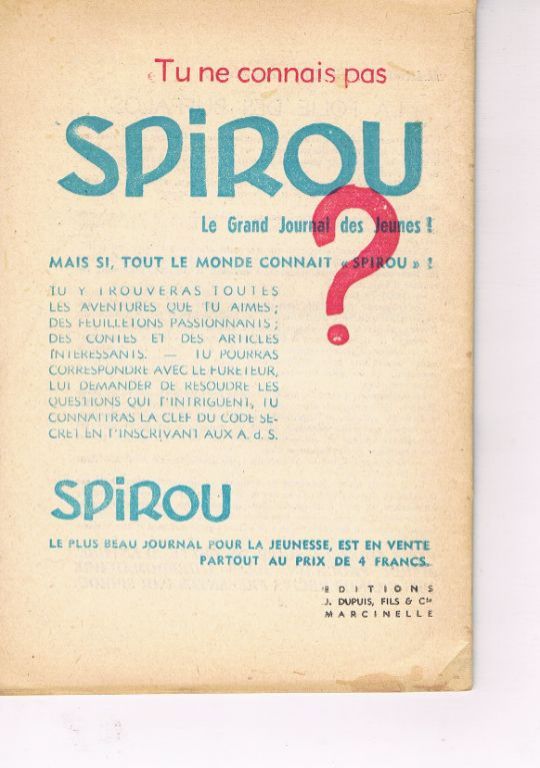 Tu ne connais pas
SPIROU
Le Grand Journal des Jeunes !
?
MAIS SI, TOUT LE MONDE CONNAIT « SPIROU » !
TU Y TROUVERAS TOUTES
LES AVENTURES QUE TU AIMES ;
DES FEUILLETONS PASSIONNANTS ;
DES CONTES ET DES ARTICLES
INTERESSANTS. — TU POURRAS
CORRESPONDRE AVEC LE FURETEUR,
LUI DEMANDER DE RESOUDRE LES
QUESTIONS QUI T'INTRIGUENT, TU
CONNAITRAS LA CLEF DU CODE SE-
CRET EN T'INSCRIVANT AUX A. d. S.
SPIROU
LE PLUS BEAU JOURNAL POUR LA JEUNESSE, EST EN VENTE
PARTOUT AU PRIX DE 4 FRANCS.
EDITIONS
J. DUPUIS, FILS & Cie
MARCINELLE